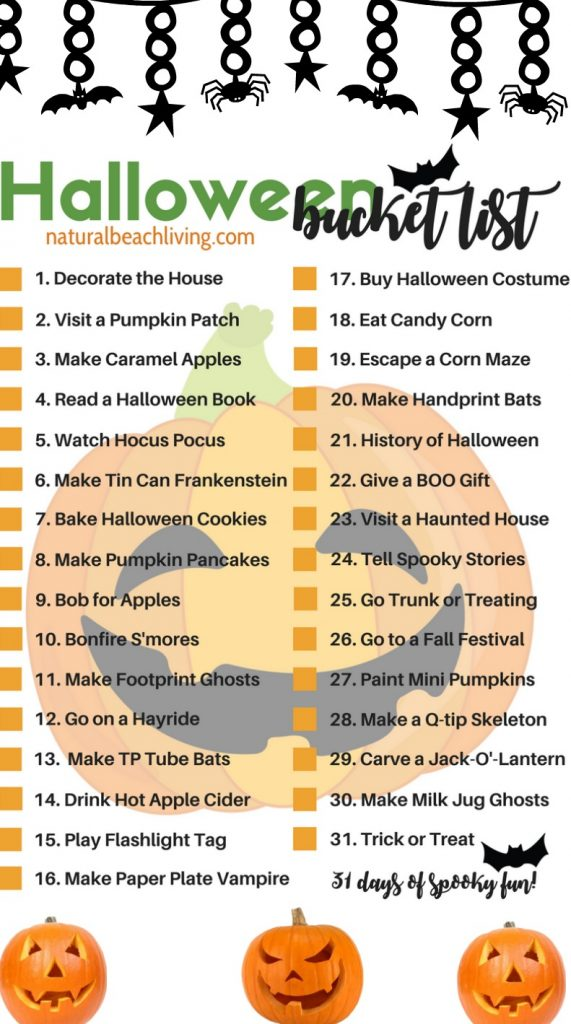 Halloween bucket list
naturalbeachliving.com
1. Decorate the House
2. Visit a Pumpkin Patch
3. Make Caramel Apples
4. Read a Halloween Book
5. Watch Hocus Pocus
6. Make Tin Can Frankenstein
7. Bake Halloween Cookies
8. Make Pumpkin Pancakes
9. Bob for Apples
10. Bonfire S'mores
11. Make Footprint Ghosts
12. Go on a Hayride
13. Make TP Tube Bats
14. Drink Hot Apple Cider
15. Play Flashlight Tag
16. Make Paper Plate Vampire
17. Buy Halloween Costume
18. Eat Candy Corn
19. Escape a Corn Maze
20. Make Handprint Bats
21. History of Halloween
22. Give a BOO Gift
23. Visit a Haunted House
24. Tell Spooky Stories
25. Go Trunk or Treating
26. Go to a Fall Festival
27. Paint Mini Pumpkins
28. Make a Q-tip Skeleton
29. Carve a Jack-O'-Lantern
30. Make Milk Jug Ghosts
31. Trick or Treat
31 days of spooky fun!